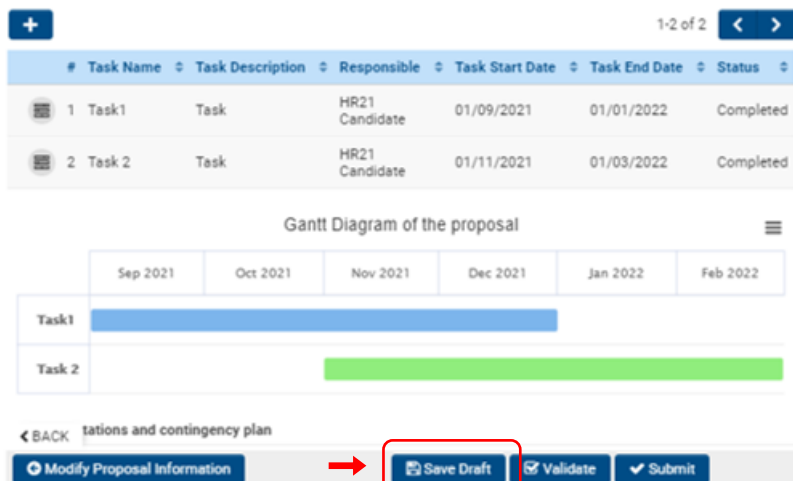 1-2 of 2
# Task Name Task Description Responsible Task Start Date Task End Date Status
1 Task1 Task HR21 Candidate 01/09/2021 01/01/2022 Completed
2 Task 2 Task HR21 Candidate 01/11/2021 01/03/2022 Completed
Gantt Diagram of the proposal
Sep 2021 Oct 2021 Nov 2021 Dec 2021 Jan 2022 Feb 2022
Task1
Task 2
BACK tations and contingency plan
Modify Proposal Information Save Draft Validate Submit